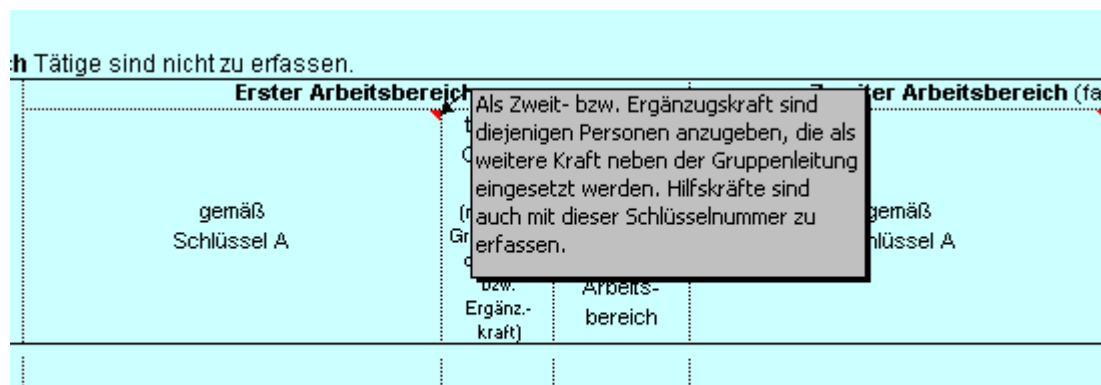 h Tätige sind nicht zu erfassen.
Erster Arbeitsbereich
iter Arbeitsbereich (fa
Als Zweit- bzw. Ergänzugskraft sind
diejenigen Personen anzugeben, die als
weitere Kraft neben der Gruppenleitung
eingesetzt werden. Hilfskräfte sind
auch mit dieser Schlüsselnummer zu
erfassen.
gemäß
Schlüssel A
gemäß
hlüssel A
bzw.
Ergänz.-
kraft)
Arbeits-
bereich